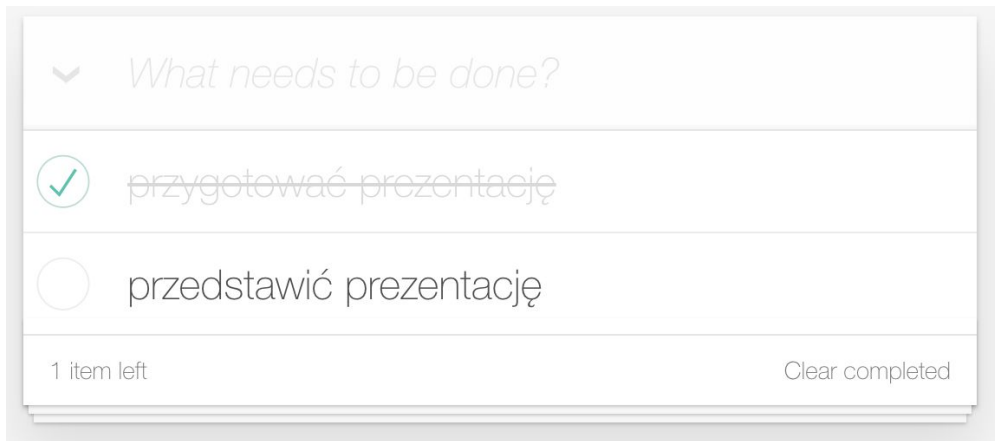 What needs to be done?
przygotować prezentację
przedstawić prezentację
1 item left
Clear completed